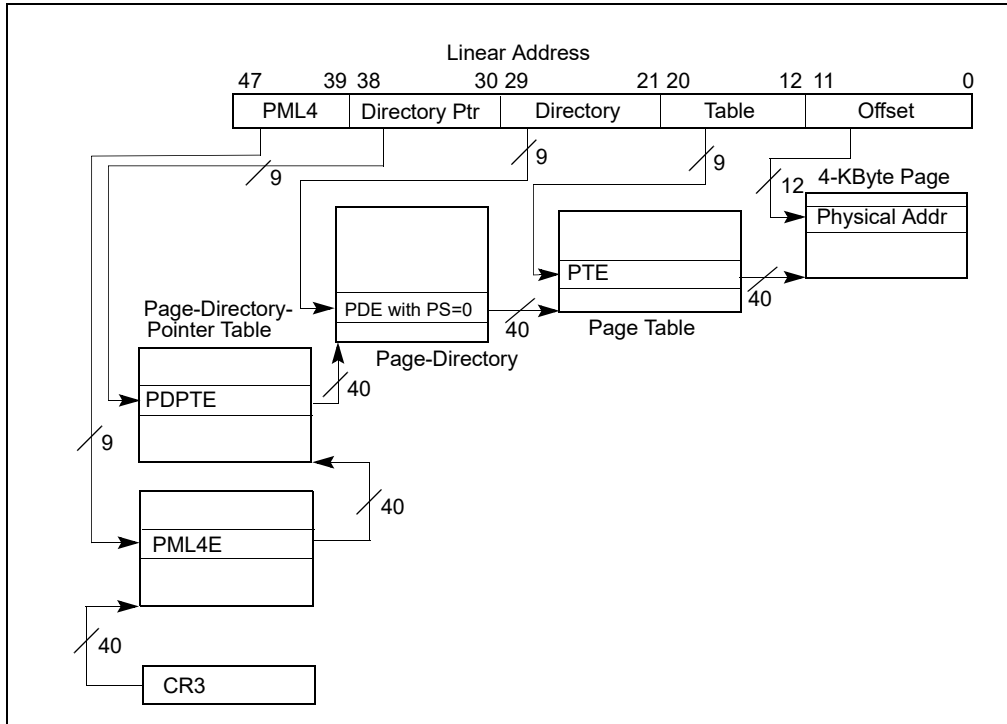 Linear Address
47 39 38 30 29 21 20 12 11 0
PML4 Directory Ptr Directory Table Offset
9 9 9 12 4-KByte Page
Physical Addr
PTE
40
PDE with PS=0
40
Page Table
Page-Directory-
Pointer Table
Page-Directory
40
PDPTE
9
40
PML4E
40
CR3